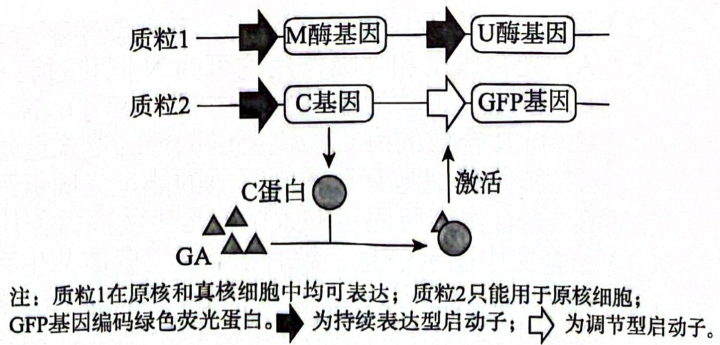 质粒1 M酶基因 U酶基因
质粒2 C基因 GFP基因
C蛋白 激活
GA
注：质粒1在原核和真核细胞中均可表达；质粒2只能用于原核细胞；
GFP基因编码绿色荧光蛋白。 为持续表达型启动子； 为调节型启动子。